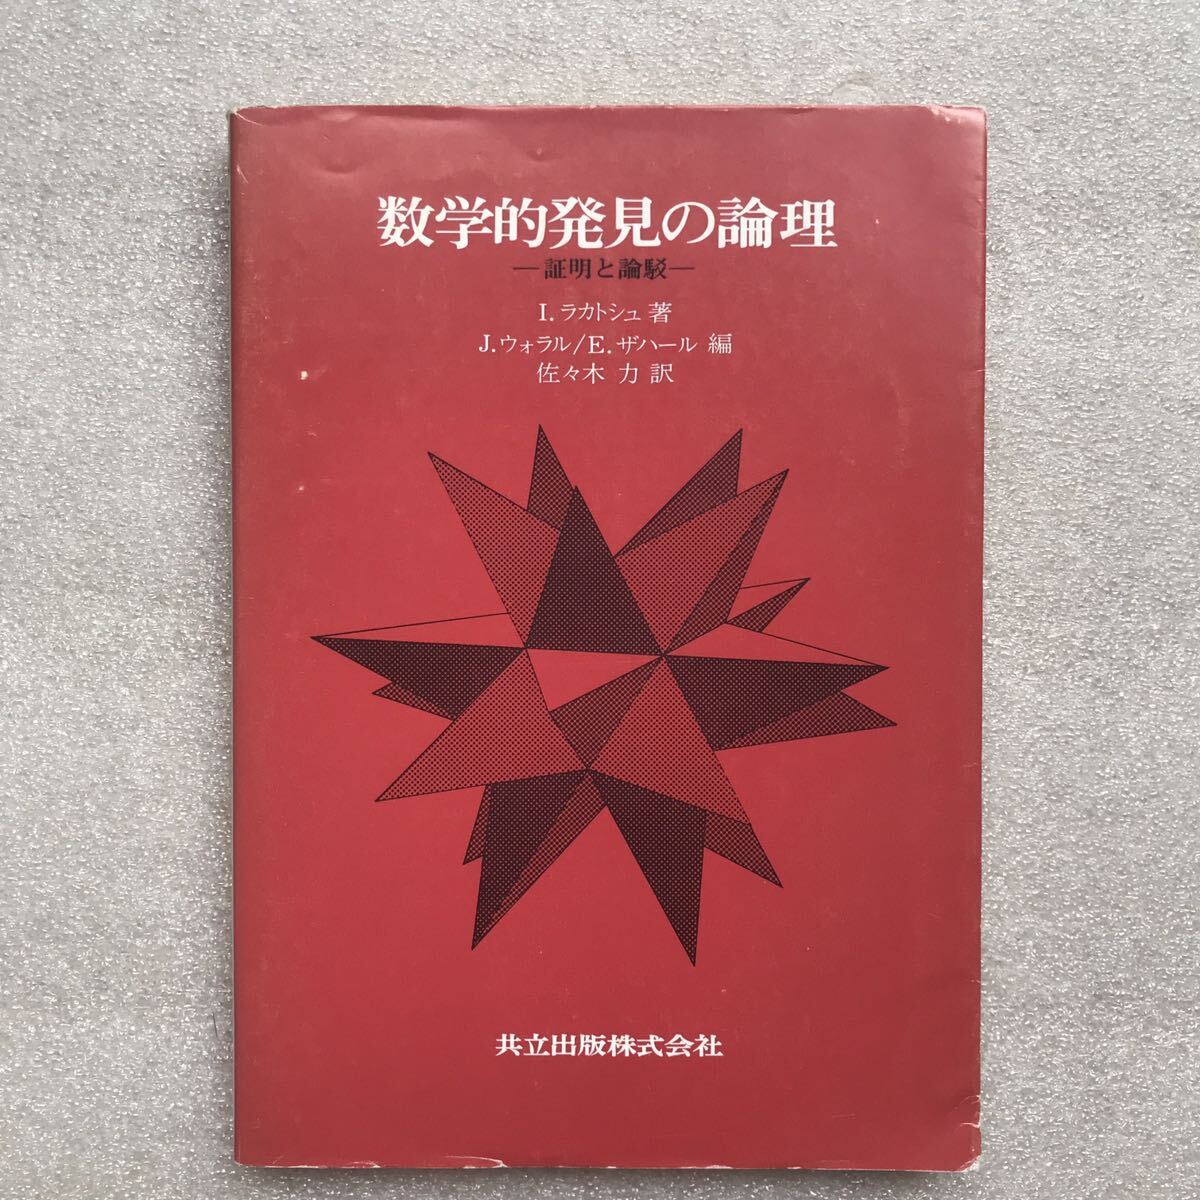 数学的発見の論理
―証明と論駁―
I. ラカトシュ 著
J.ウォラル/E. ザハール 編
佐々木 力 訳
共立出版株式会社